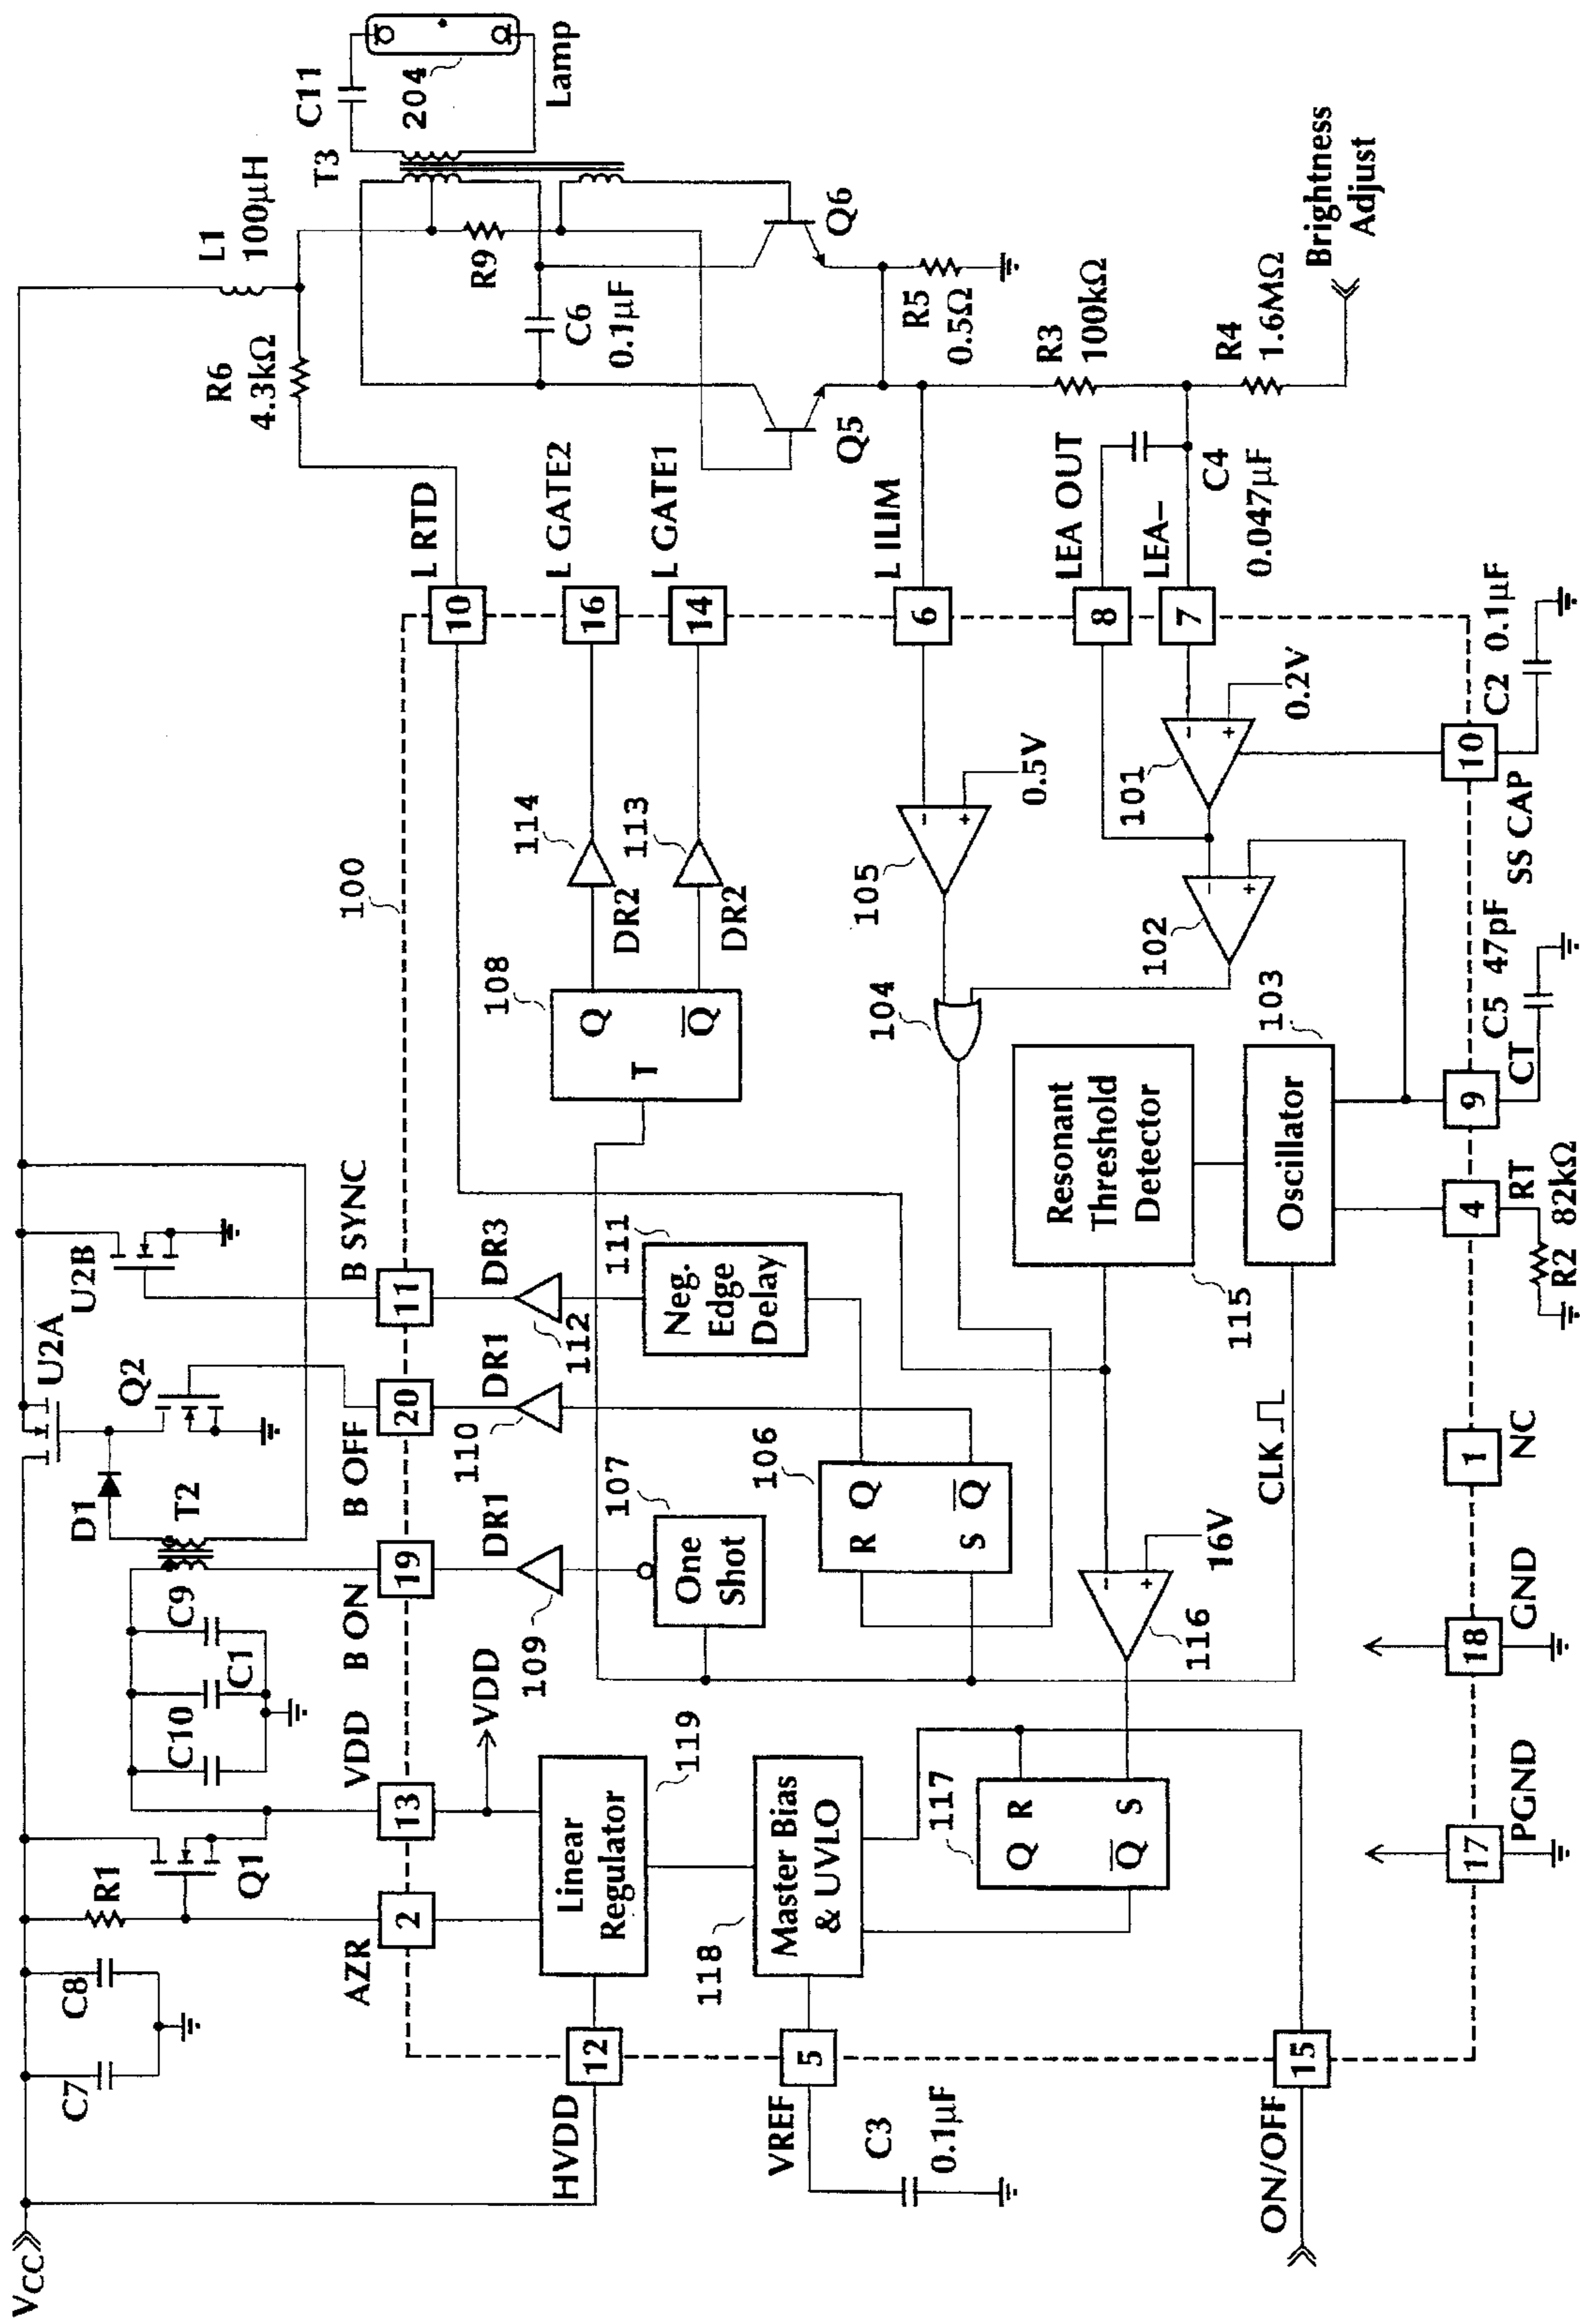 VCC
C7
C8
R1
Q1
C10
C1
C9
T2
D1
U2A
Q2
U2B
L1
100µH
R6
4.3kΩ
T3
C11
204
Lamp
R9
C6
0.1µF
Q6
Q5
R5
0.5Ω
R3
100kΩ
R4
1.6MΩ
Brightness
Adjust
AZR
2
VDD
13
B ON
19
B OFF
20
B SYNC
11
100
L RTD
10
L GATE2
16
L GATE1
14
L ILIM
6
LEA OUT
8
LEA–
7
C4
0.047µF
HVDD
12
Linear
Regulator
119
VDD
109
DR1
110
DR1
112
DR3
One
Shot
107
Neg.
Edge
Delay
111
108
T
Q
Q
DR2
114
DR2
113
105
-
+
0.5V
104
VREF
5
C3
0.1µF
118
Master Bias
& UVLO
117
Q
R
Q
S
106
R
Q
S
Q
116
-
+
16V
Resonant
Threshold
Detector
115
Oscillator
103
CLK
102
-
+
101
-
+
0.2V
ON/OFF
15
17
PGND
18
GND
1
NC
4
RT
R2
82kΩ
9
CT
C5
47pF
10
SS CAP
C2
0.1µF